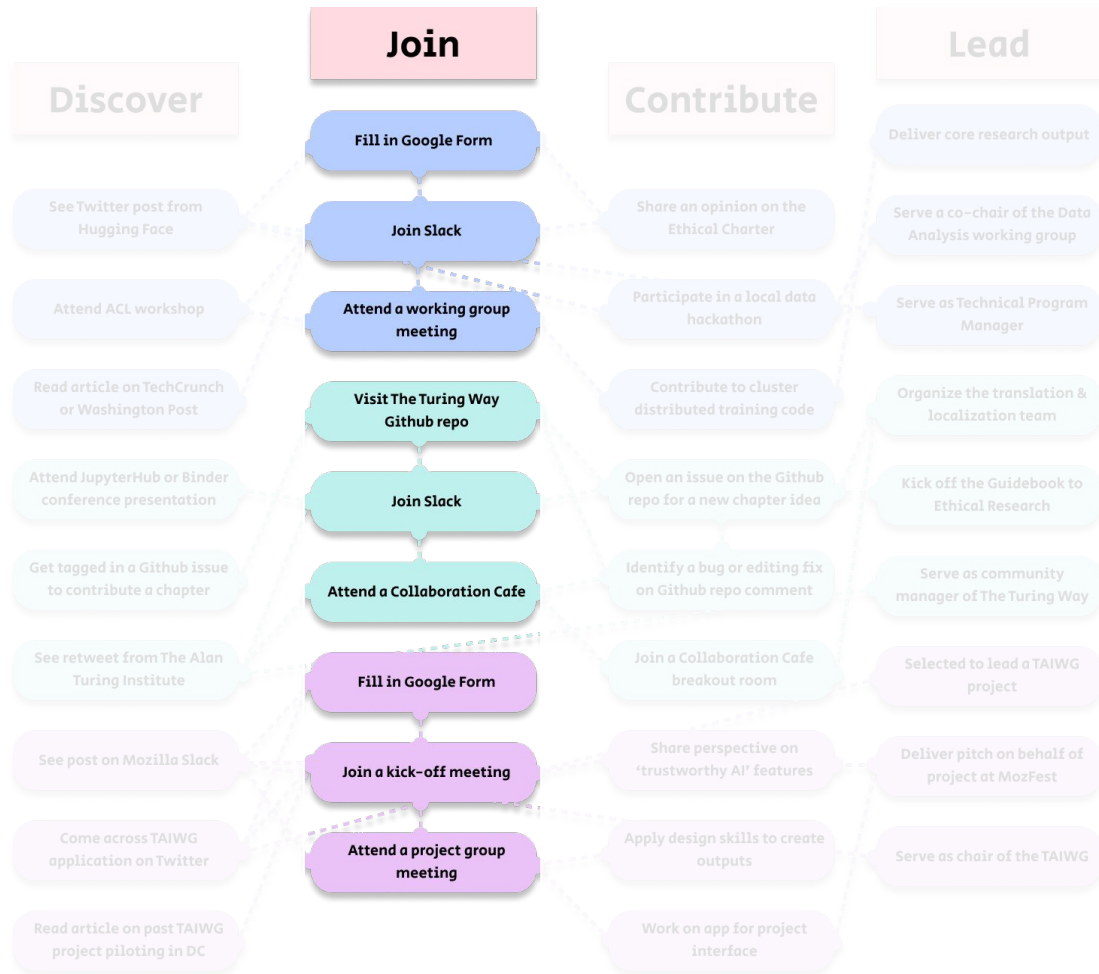 Discover
See Twitter post from
Hugging Face
Attend ACL workshop
Read article on TechCrunch
or Washington Post
Attend JupyterHub or Binder
conference presentation
Get tagged in a Github issue
to contribute a chapter
See retweet from The Alan
Turing Institute
See post on Mozilla Slack
Come across TAIWG
application on Twitter
Read article on past TAIWG
project piloting in DC
Join
Fill in Google Form
Join Slack
Attend a working group
meeting
Visit The Turing Way
Github repo
Join Slack
Attend a Collaboration Cafe
Fill in Google Form
Join a kick-off meeting
Attend a project group
meeting
Contribute
Share an opinion on the
Ethical Charter
Participate in a local data
hackathon
Contribute to cluster
distributed training code
Open an issue on the Github
repo for a new chapter idea
Identify a bug or editing fix
on Github repo comment
Join a Collaboration Cafe
breakout room
Share perspective on
‘trustworthy AI’ features
Apply design skills to create
outputs
Work on app for project
interface
Lead
Deliver core research output
Serve a co-chair of the Data
Analysis working group
Serve as Technical Program
Manager
Organize the translation &
localization team
Kick off the Guidebook to
Ethical Research
Serve as community
manager of The Turing Way
Selected to lead a TAIWG
project
Deliver pitch on behalf of
project at MozFest
Serve as chair of the TAIWG